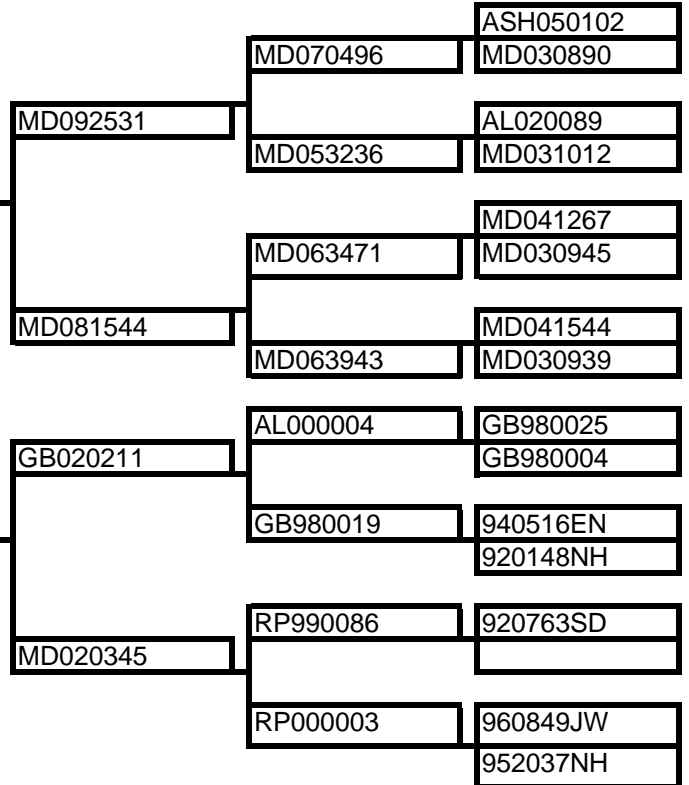 ASH050102
MD070496 MD030890
MD092531 AL020089
MD053236 MD031012
MD041267
MD063471 MD030945
MD081544 MD041544
MD063943 MD030939
AL000004 GB980025
GB020211 GB980004
GB980019 940516EN
920148NH
RP990086 920763SD
MD020345
RP000003 960849JW
952037NH